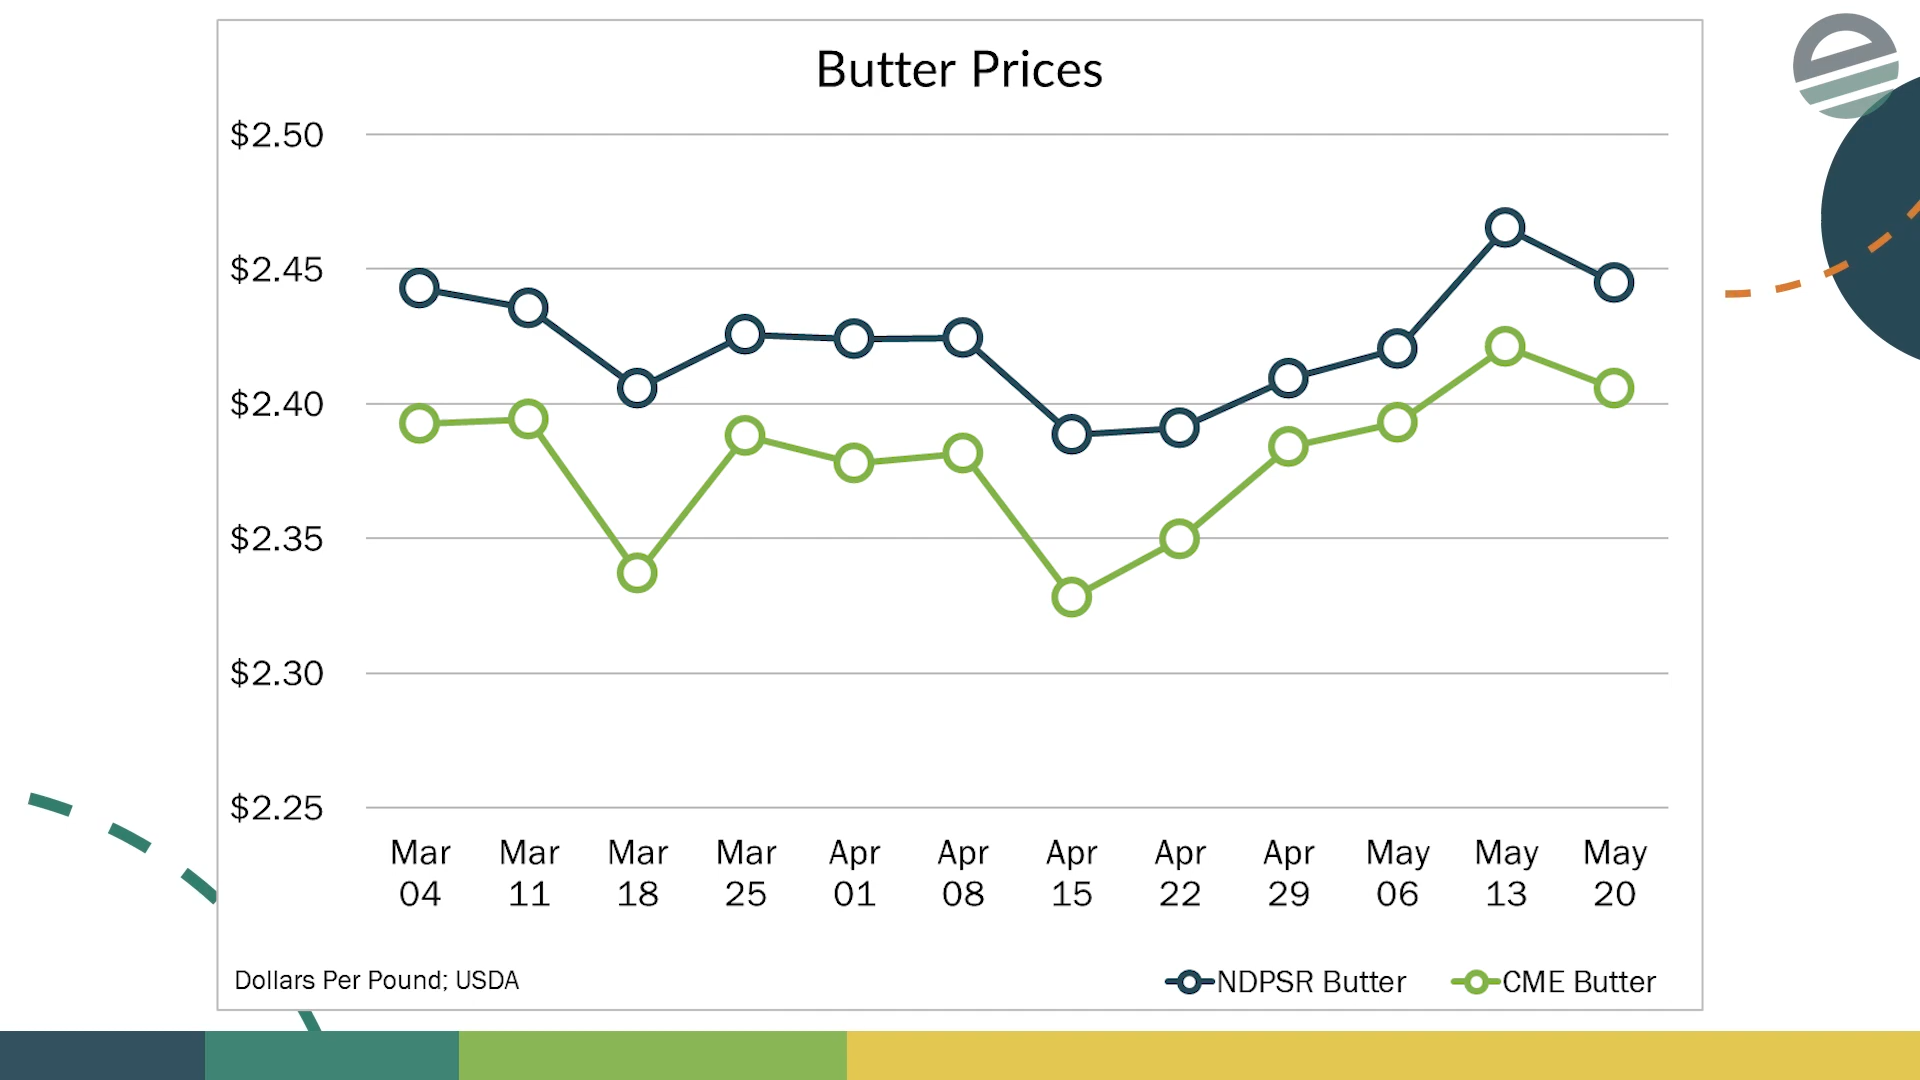 Butter Prices
$2.50
$2.45
$2.40
$2.35
$2.30
$2.25
Mar Mar Mar Mar Apr Apr Apr Apr Apr May May May
04 11 18 25 01 08 15 22 29 06 13 20
Dollars Per Pound; USDA
NDPSR Butter CME Butter